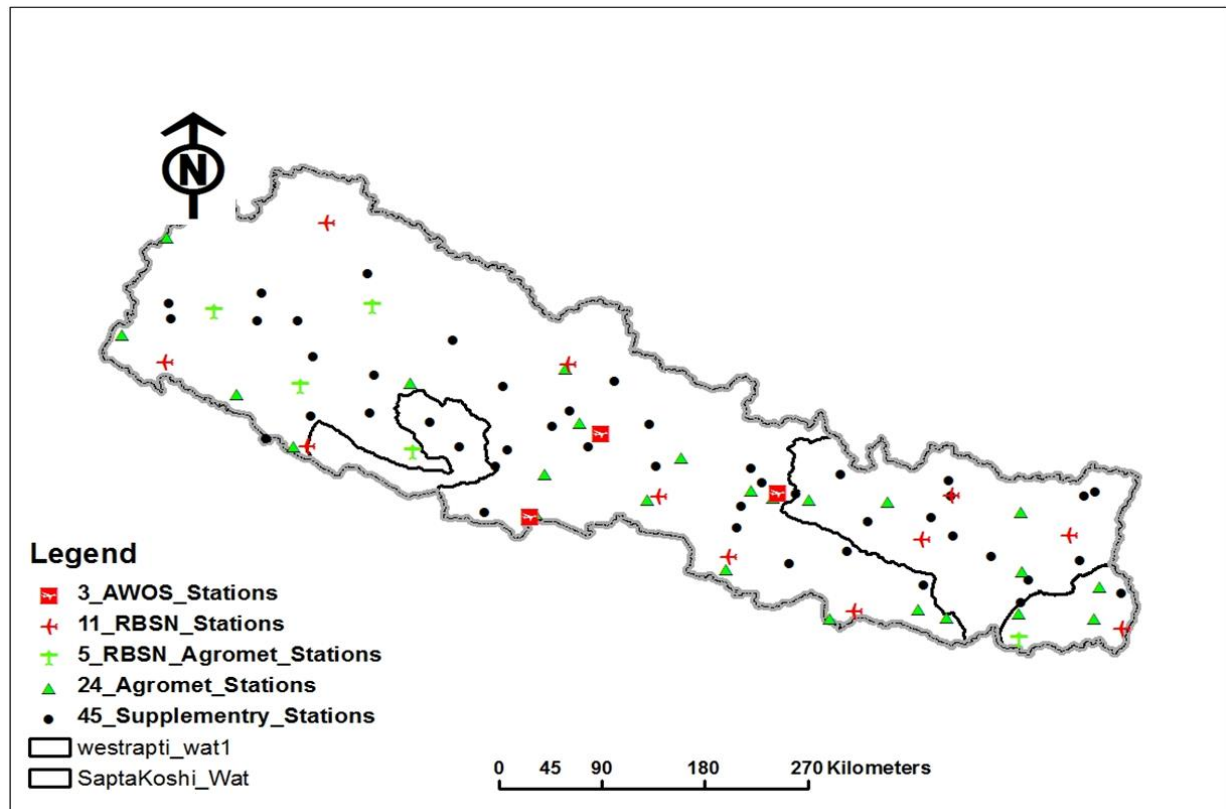 N
Legend
3_AWOS_Stations
11_RBSN_Stations
5_RBSN_Agromet_Stations
24_Agromet_Stations
45_Supplementry_Stations
westrapti_wat1
SaptaKoshi_Wat
0 45 90 180 270 Kilometers